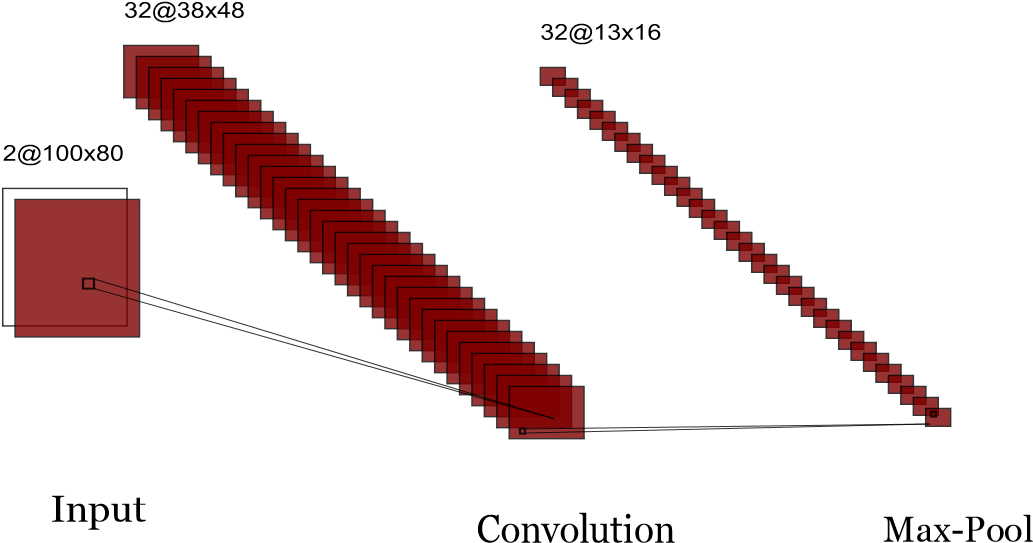 32@38x48
32@13x16
2@100x80
Input
Convolution
Max-Pool